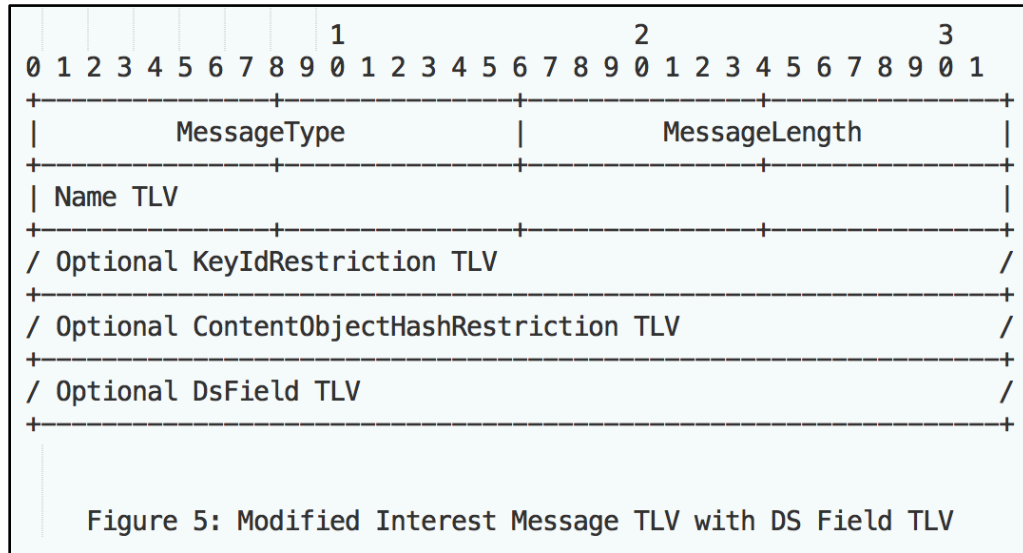 1                   2                   3
0 1 2 3 4 5 6 7 8 9 0 1 2 3 4 5 6 7 8 9 0 1 2 3 4 5 6 7 8 9 0 1
+---------------+---------------+---------------+---------------+
|         MessageType           |         MessageLength         |
+---------------+---------------+---------------+---------------+
| Name TLV                                                      |
+---------------+---------------+---------------+---------------+
/ Optional KeyIdRestriction TLV                                 /
+---------------------------------------------------------------+
/ Optional ContentObjectHashRestriction TLV                     /
+---------------------------------------------------------------+
/ Optional DsField TLV                                          /
+---------------------------------------------------------------+
Figure 5: Modified Interest Message TLV with DS Field TLV